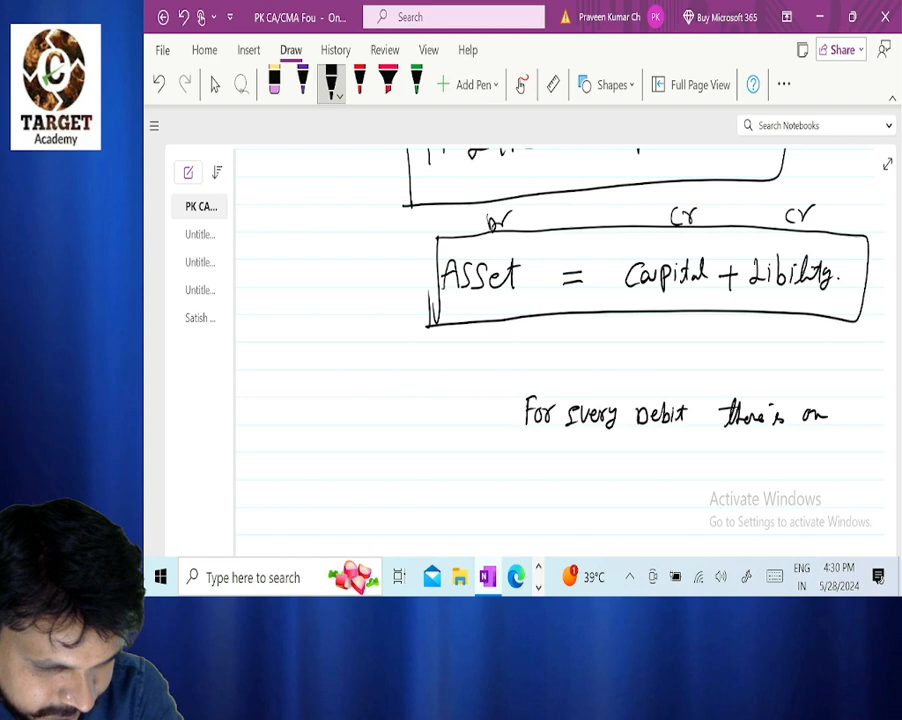 PK CA/CMA Fou - On...
Search
Praveen Kumar Ch
PK
Buy Microsoft 365
TARGET
Academy
File
Home
Insert
Draw
History
Review
View
Help
Share
Add Pen
Shapes
Full Page View
Search Notebooks
PK CA...
Untitle...
Untitle...
Untitle...
Satish ...
Dr
Cr
Cr
Asset = Capital + Libility.
For Every Debit there's on
Activate Windows
Go to Settings to activate Windows.
Type here to search
39°C
ENG
IN
4:30 PM
5/28/2024